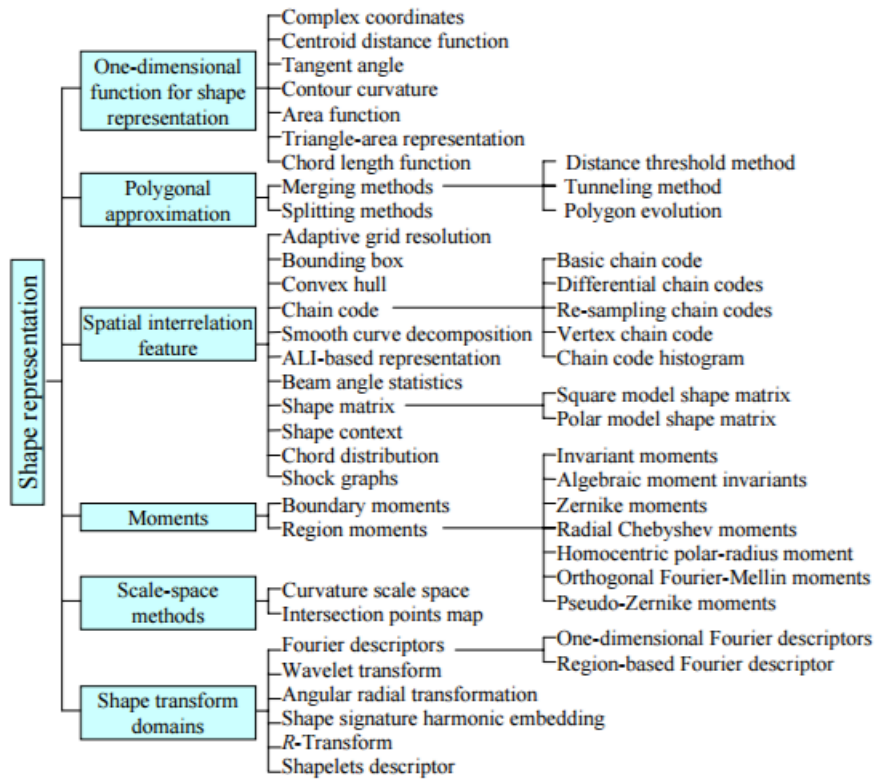 Shape representation
One-dimensional
function for shape
representation
Complex coordinates
Centroid distance function
Tangent angle
Contour curvature
Area function
Triangle-area representation
Chord length function
Polygonal
approximation
Merging methods
Distance threshold method
Tunneling method
Polygon evolution
Splitting methods
Spatial interrelation
feature
Adaptive grid resolution
Bounding box
Convex hull
Chain code
Basic chain code
Differential chain codes
Re-sampling chain codes
Vertex chain code
Chain code histogram
Smooth curve decomposition
ALI-based representation
Beam angle statistics
Shape matrix
Square model shape matrix
Polar model shape matrix
Shape context
Chord distribution
Shock graphs
Moments
Boundary moments
Region moments
Invariant moments
Algebraic moment invariants
Zernike moments
Radial Chebyshev moments
Homocentric polar-radius moment
Orthogonal Fourier-Mellin moments
Pseudo-Zernike moments
Scale-space
methods
Curvature scale space
Intersection points map
Shape transform
domains
Fourier descriptors
One-dimensional Fourier descriptors
Region-based Fourier descriptor
Wavelet transform
Angular radial transformation
Shape signature harmonic embedding
R-Transform
Shapelets descriptor